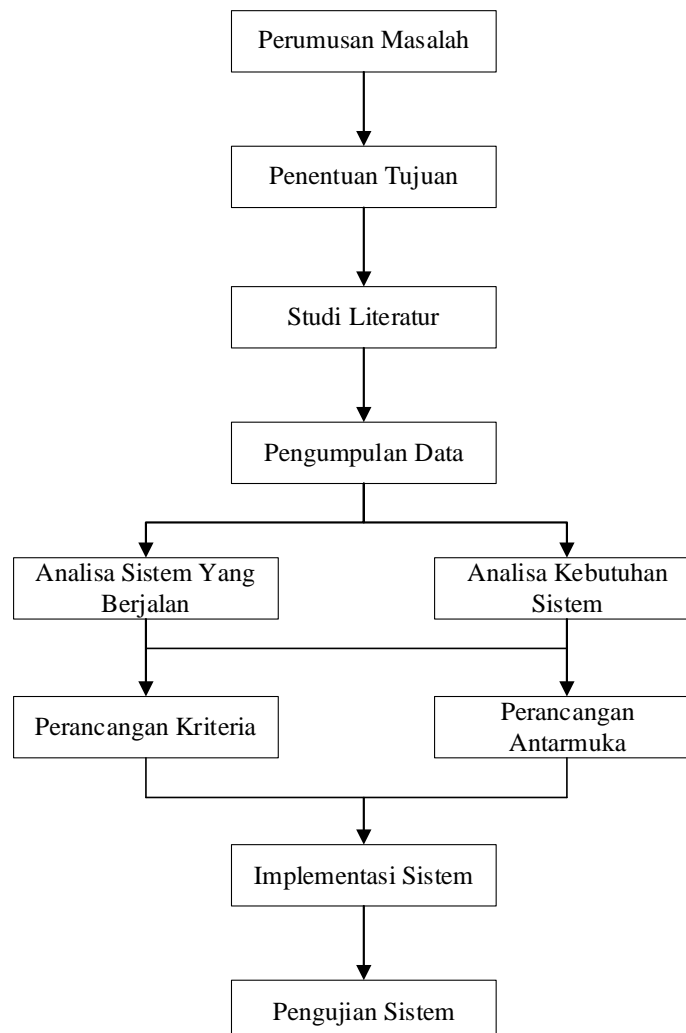 Perumusan Masalah
Penentuan Tujuan
Studi Literatur
Pengumpulan Data
Analisa Sistem Yang
Berjalan
Analisa Kebutuhan
Sistem
Perancangan Kriteria
Perancangan
Antarmuka
Implementasi Sistem
Pengujian Sistem